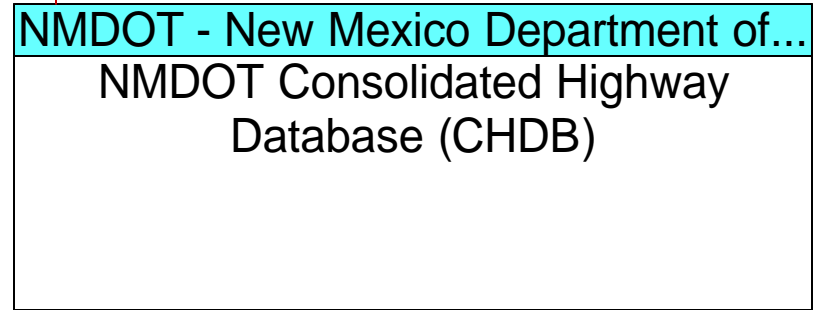 NMDOT - New Mexico Department of...
NMDOT Consolidated Highway
Database (CHDB)